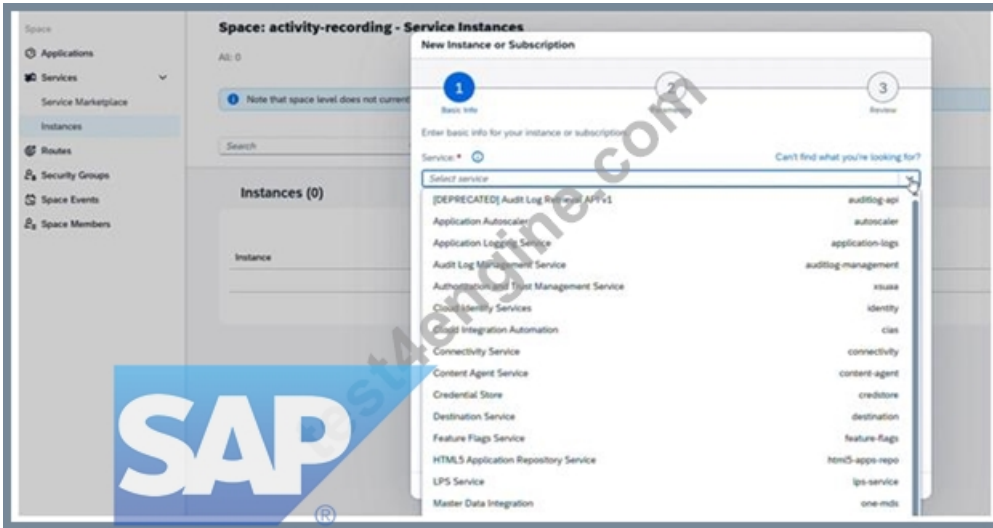 Space
Space: activity-recording - Service Instances
Applications
All: 0
Services
Service Marketplace
Note that space level does not current
Instances
Routes
Search
Security Groups
Space Events
Instances (0)
Space Members
Instance
New Instance or Subscription
1
2
3
Basic Info
Review
Enter basic info for your instance or subscription.
Service: *
Can't find what you're looking for?
Select service
[DEPRECATED] Audit Log Retrieval API v1 auditlog-api
Application Autoscaler autoscaler
Application Logging Service application-logs
Audit Log Management Service auditlog-management
Authorization and Trust Management Service xsuaa
Cloud Identity Services identity
Cloud Integration Automation cias
Connectivity Service connectivity
Content Agent Service content-agent
Credential Store credstore
Destination Service destination
Feature Flags Service feature-flags
HTML5 Application Repository Service html5-apps-repo
LPS Service lps-service
Master Data Integration one-mds
SAP
®
test4engine.com